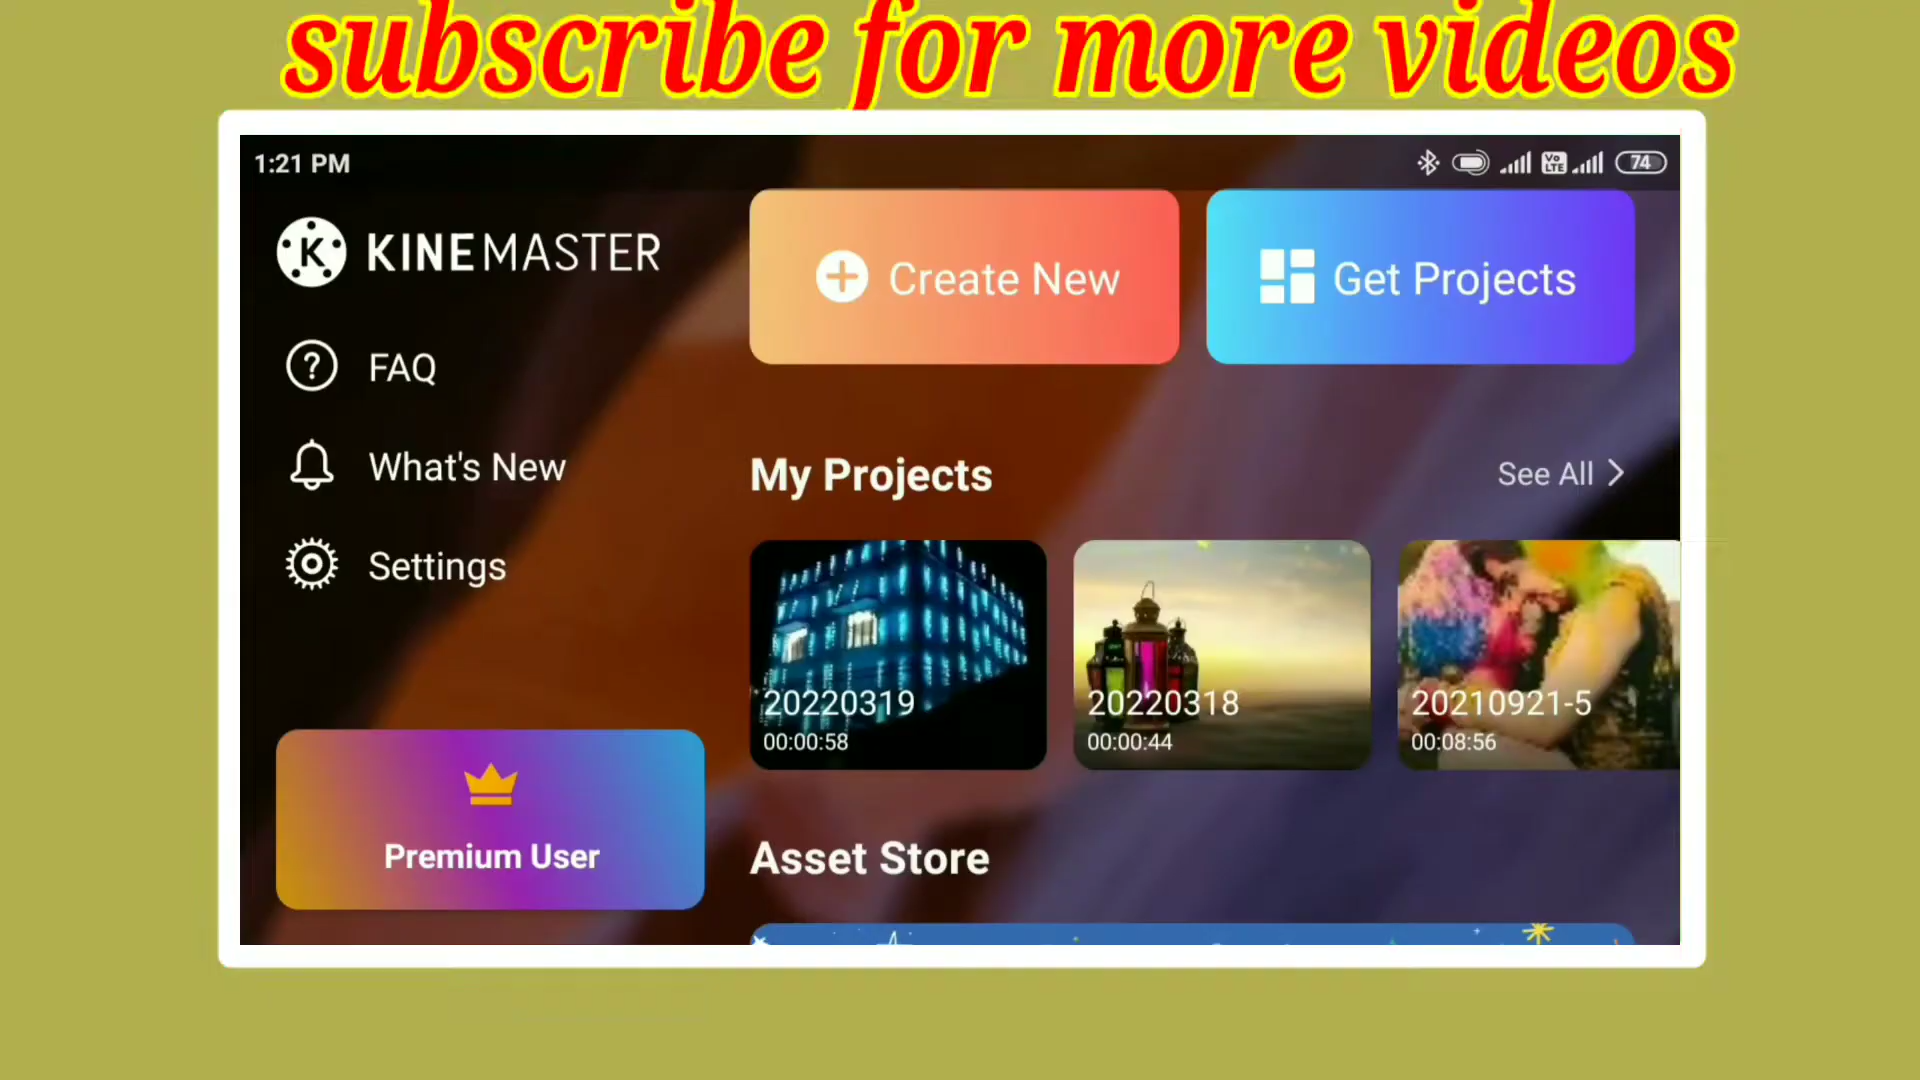 subscribe for more videos
1:21 PM
Vo LTE
74
K KINEMASTER
FAQ
What's New
Settings
Premium User
Create New
Get Projects
My Projects
See All
20220319
00:00:58
20220318
00:00:44
20210921-5
00:08:56
Asset Store